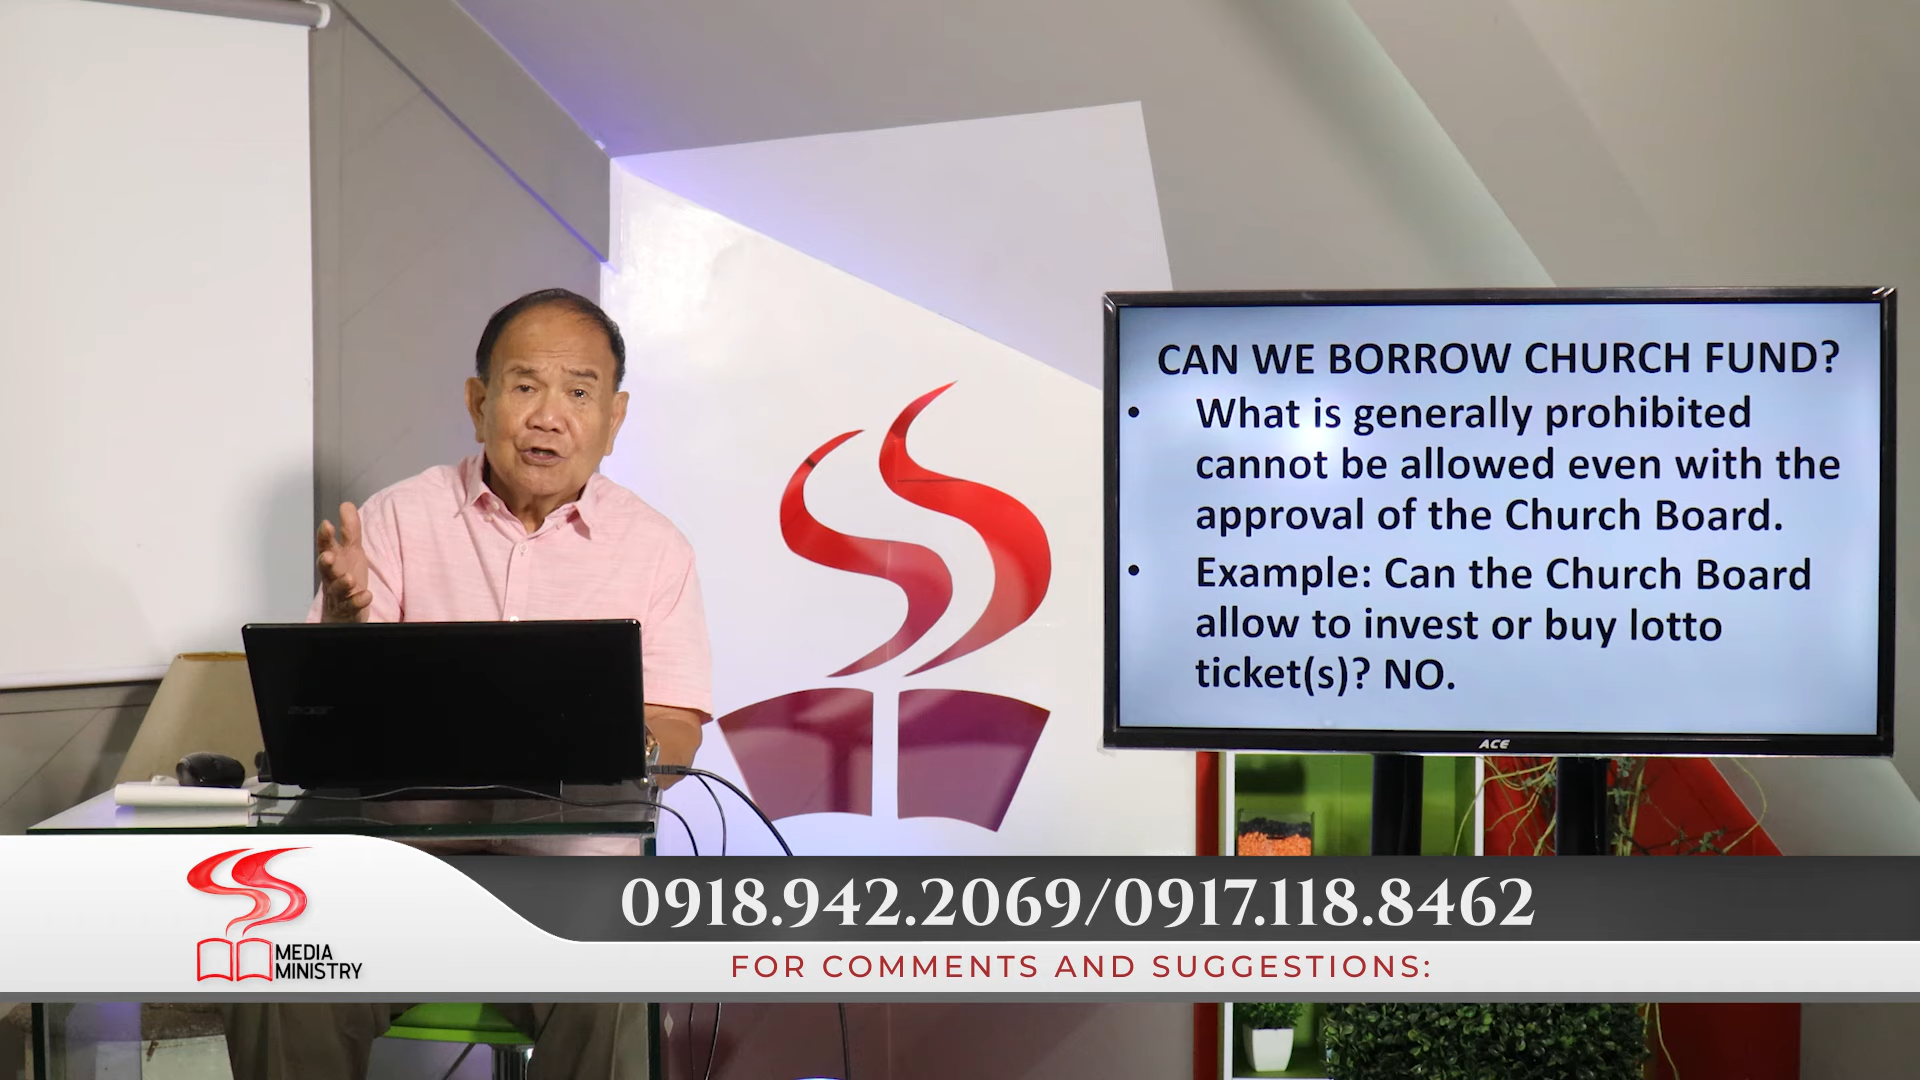 CAN WE BORROW CHURCH FUND?
• What is generally prohibited
cannot be allowed even with the
approval of the Church Board.
• Example: Can the Church Board
allow to invest or buy lotto
ticket(s)? NO.
ACE
acer
0918.942.2069/0917.118.8462
MEDIA
MINISTRY
FOR COMMENTS AND SUGGESTIONS: